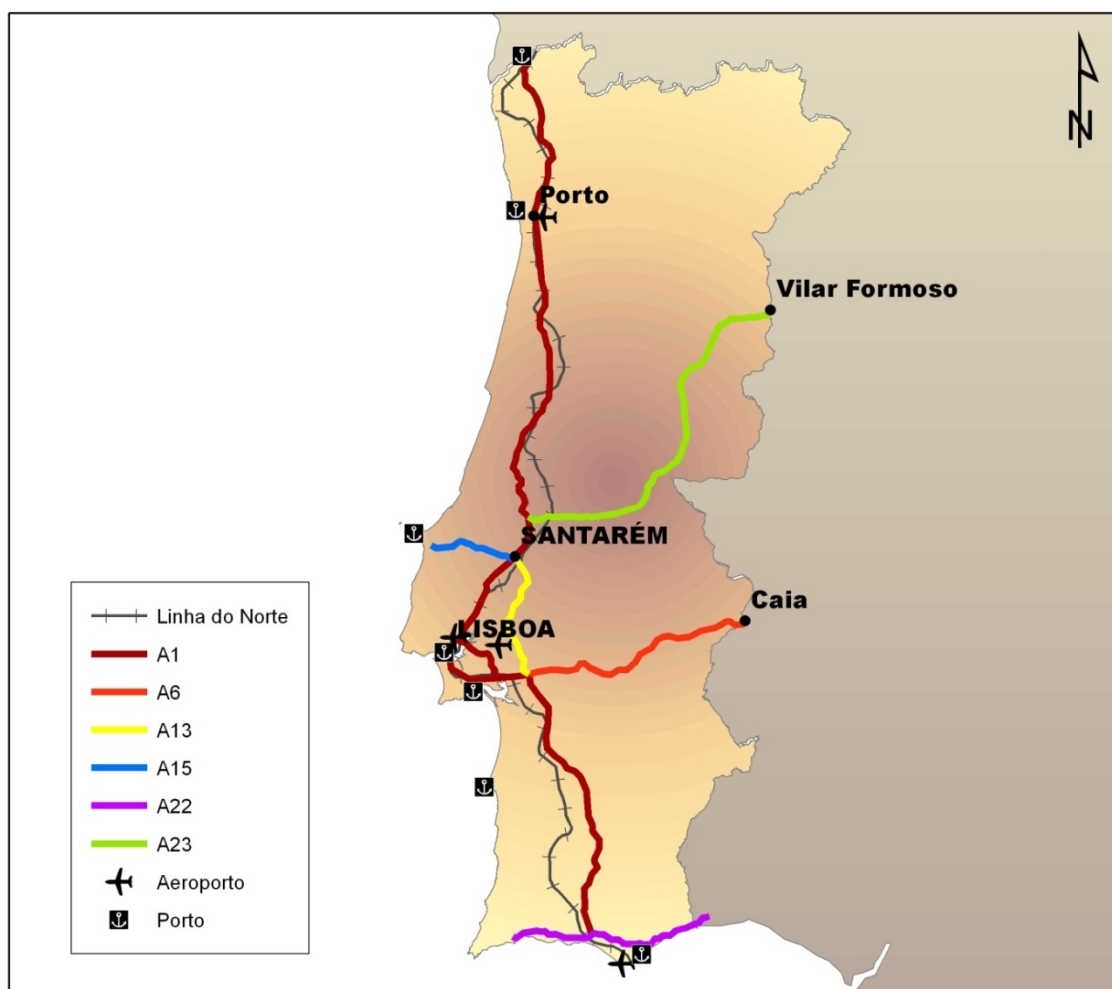 N
Porto
Vilar Formoso
SANTARÉM
Caia
LISBOA
Linha do Norte
A1
A6
A13
A15
A22
A23
Aeroporto
Porto